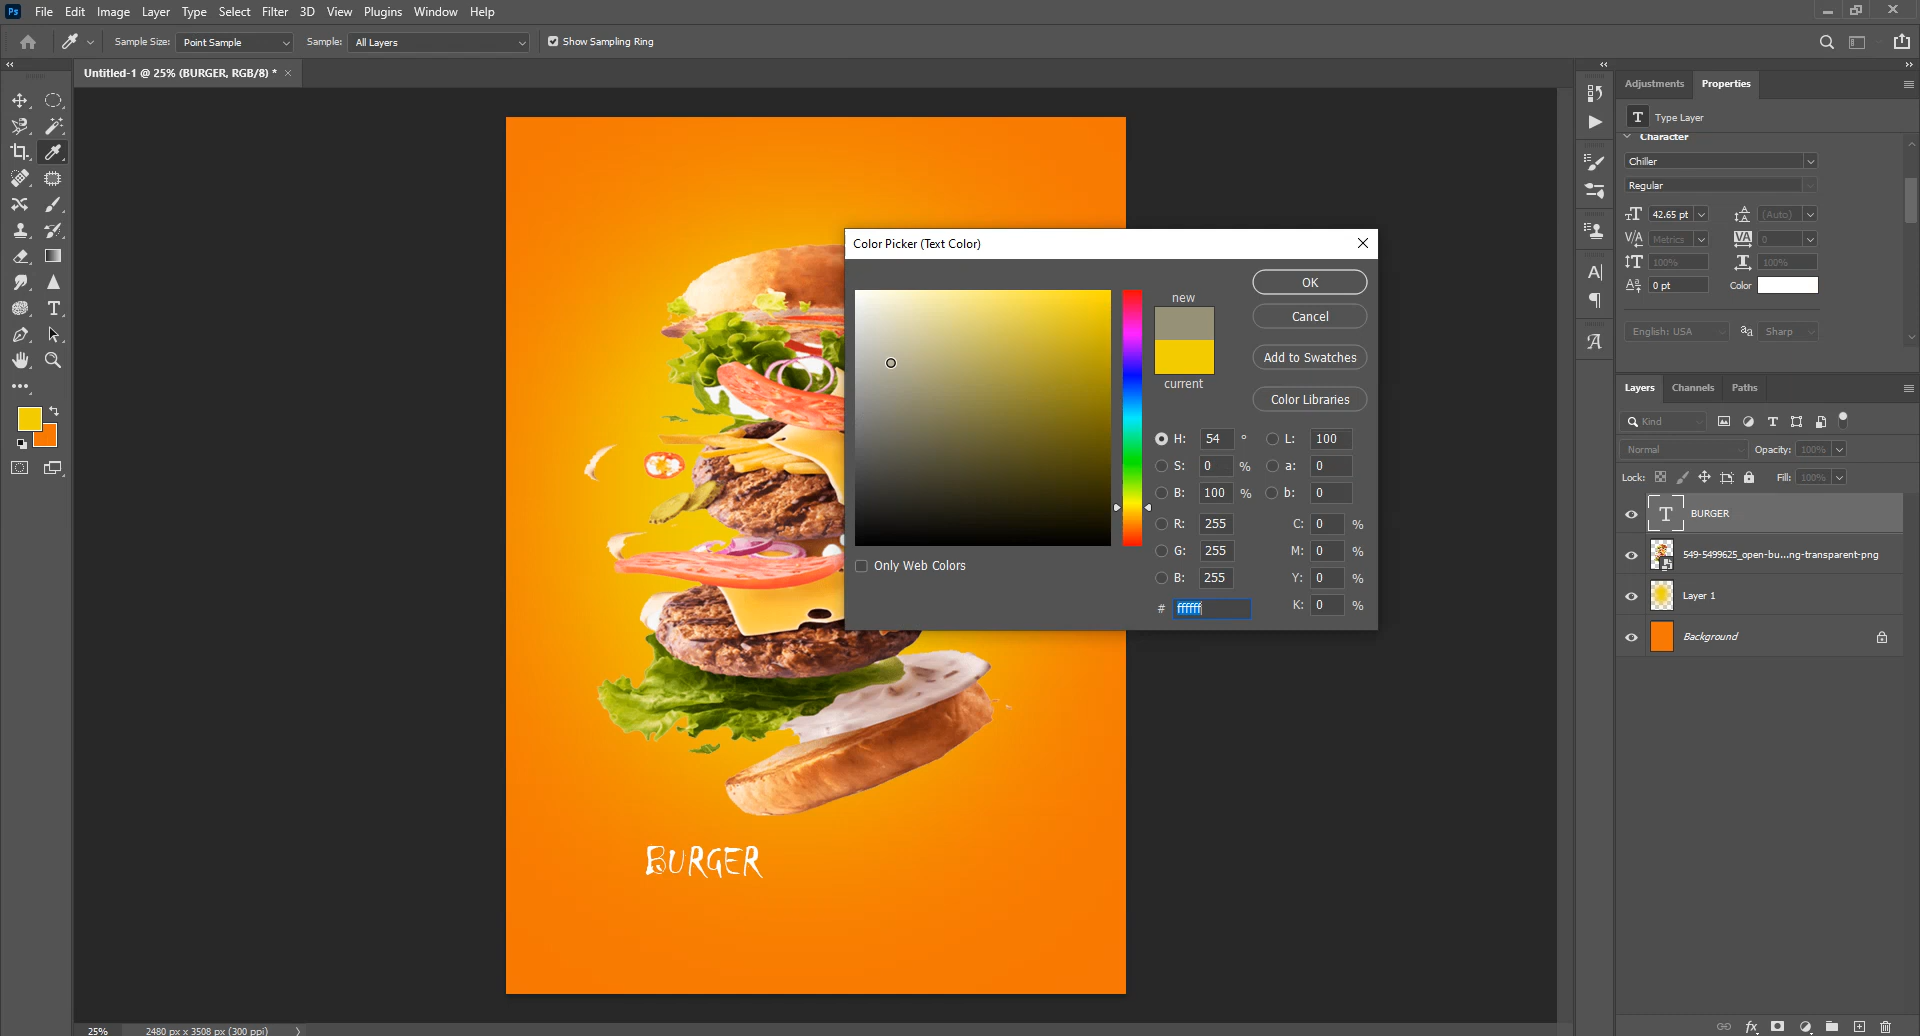 Ps File Edit Image Layer Type Select Filter 3D View Plugins Window Help
Sample Size: Point Sample Sample: All Layers Show Sampling Ring
Untitled-1 @ 25% (BURGER, RGB/8) * ×
Adjustments Properties
T Type Layer
Character
Chiller
Regular
42.65 pt (Auto)
Metrics 0
100% 100%
0 pt Color
English: USA aa Sharp
Color Picker (Text Color)
new
current
OK
Cancel
Add to Swatches
Color Libraries
H: 54 ° L: 100
S: 0 % a: 0
B: 100 % b: 0
R: 255 C: 0 %
G: 255 M: 0 %
B: 255 Y: 0 %
# ffffff K: 0 %
Only Web Colors
Layers Channels Paths
Kind
Normal Opacity: 100%
Lock: Fill: 100%
T BURGER
549-5499625_open-bu...ng-transparent-png
Layer 1
Background
BURGER
25% 2480 px x 3508 px (300 ppi)
fx